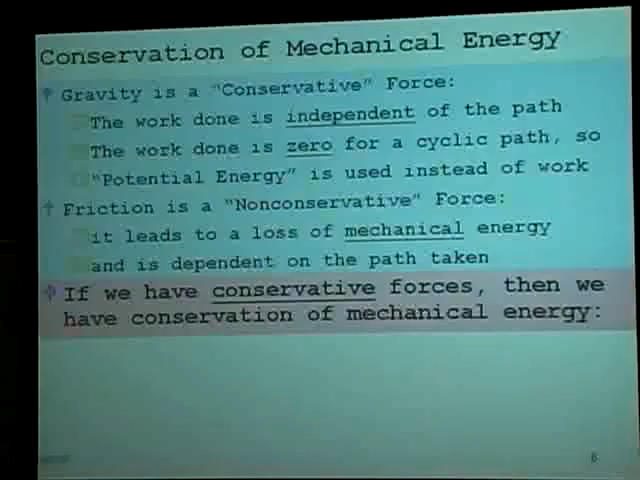 Conservation of Mechanical Energy
Gravity is a "Conservative" Force:
The work done is independent of the path
The work done is zero for a cyclic path, so
"Potential Energy" is used instead of work
Friction is a "Nonconservative" Force:
it leads to a loss of mechanical energy
and is dependent on the path taken
If we have conservative forces, then we
have conservation of mechanical energy:
6